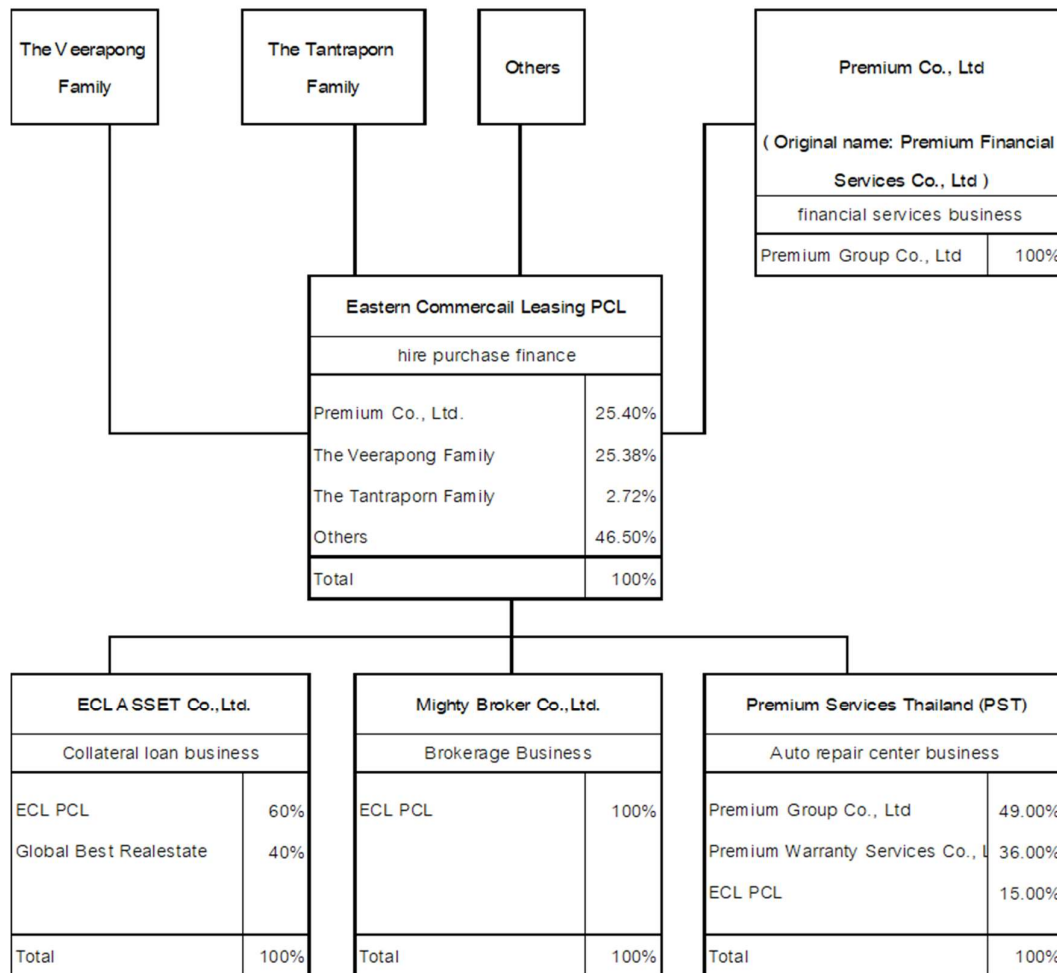 The Veerapong
Family
The Tantraporn
Family
Others
Premium Co., Ltd
( Original name: Premium Financial
Services Co., Ltd )
financial services business
Premium Group Co., Ltd 100%
Eastern Commercail Leasing PCL
hire purchase finance
Premium Co., Ltd. 25.40%
The Veerapong Family 25.38%
The Tantraporn Family 2.72%
Others 46.50%
Total 100%
ECL ASSET Co.,Ltd.
Collateral loan business
ECL PCL 60%
Global Best Realestate 40%
Total 100%
Mighty Broker Co.,Ltd.
Brokerage Business
ECL PCL 100%
Total 100%
Premium Services Thailand (PST)
Auto repair center business
Premium Group Co., Ltd 49.00%
Premium Warranty Services Co., L 36.00%
ECL PCL 15.00%
Total 100%